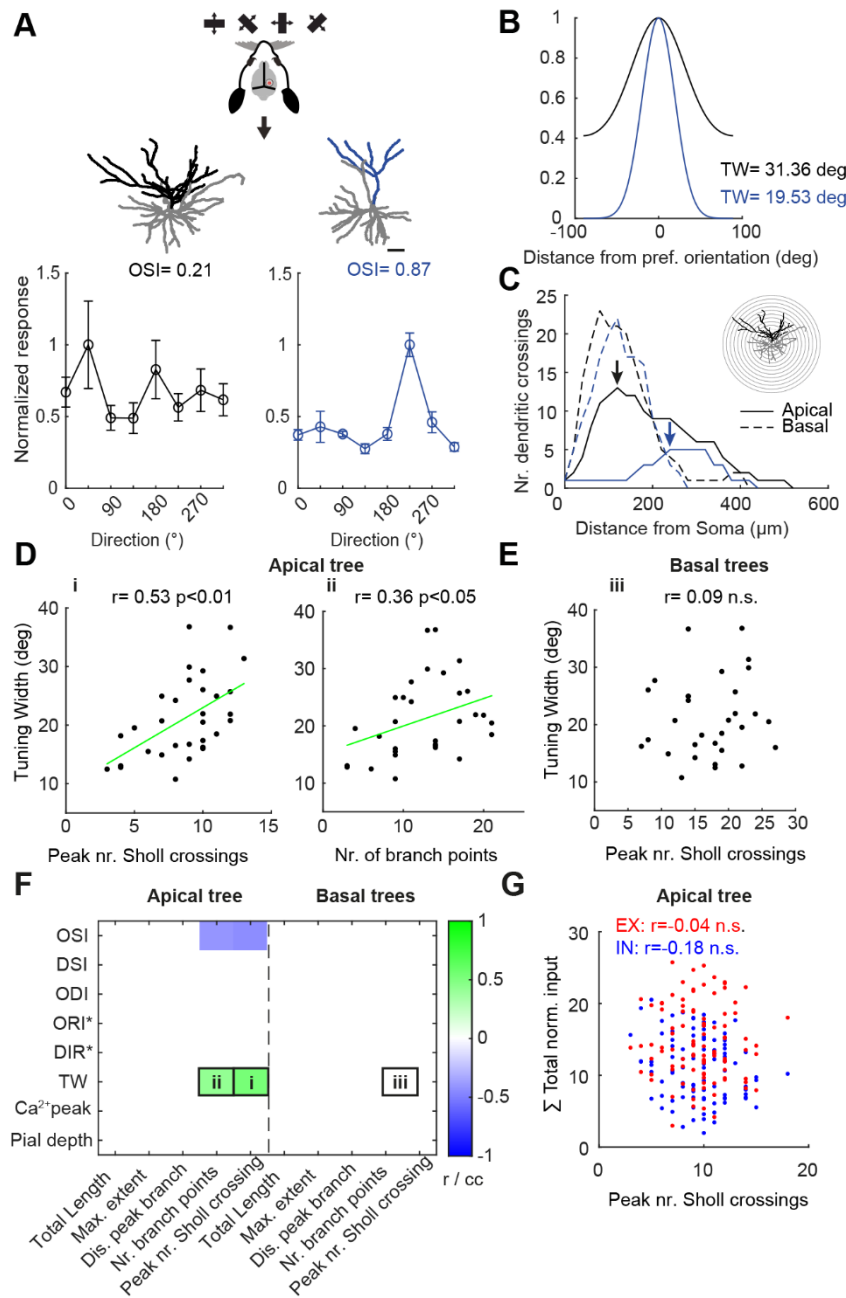 A
B
1
0.8
0.6
0.4
0.2
0
TW= 31.36 deg
TW= 19.53 deg
-100
0
100
Distance from pref. orientation (deg)
OSI= 0.21
OSI= 0.87
Normalized response
1.5
1
0.5
0
0
90
180
270
Direction (°)
1.5
1
0.5
0
0
90
180
270
Direction (°)
C
Nr. dendritic crossings
25
20
15
10
5
0
Apical
Basal
0
200
400
600
Distance from Soma (µm)
D
Apical tree
i
r= 0.53 p<0.01
Tuning Width (deg)
40
30
20
10
0
5
10
15
Peak nr. Sholl crossings
ii
r= 0.36 p<0.05
40
30
20
10
0
10
20
Nr. of branch points
E
Basal trees
iii
r= 0.09 n.s.
Tuning Width (deg)
40
30
20
10
0
5
10
15
20
25
30
Peak nr. Sholl crossings
F
Apical tree
Basal trees
OSI
DSI
ODI
ORI*
DIR*
TW
Ca2+peak
Pial depth
ii
i
iii
1
0.5
0
-0.5
-1
r / cc
Total Length
Max. extent
Dis. peak branch
Nr. branch points
Peak nr. Sholl crossing
Total Length
Max. extent
Dis. peak branch
Nr. branch points
Peak nr. Sholl crossing
G
Apical tree
EX: r=-0.04 n.s.
IN: r=-0.18 n.s.
Σ Total norm. input
30
20
10
0
0
10
20
Peak nr. Sholl crossings